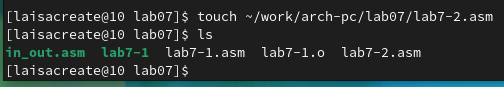 [laisacreate@10 lab07]$ touch ~/work/arch-pc/lab07/lab7-2.asm
[laisacreate@10 lab07]$ ls
in_out.asm lab7-1 lab7-1.asm lab7-1.o lab7-2.asm
[laisacreate@10 lab07]$